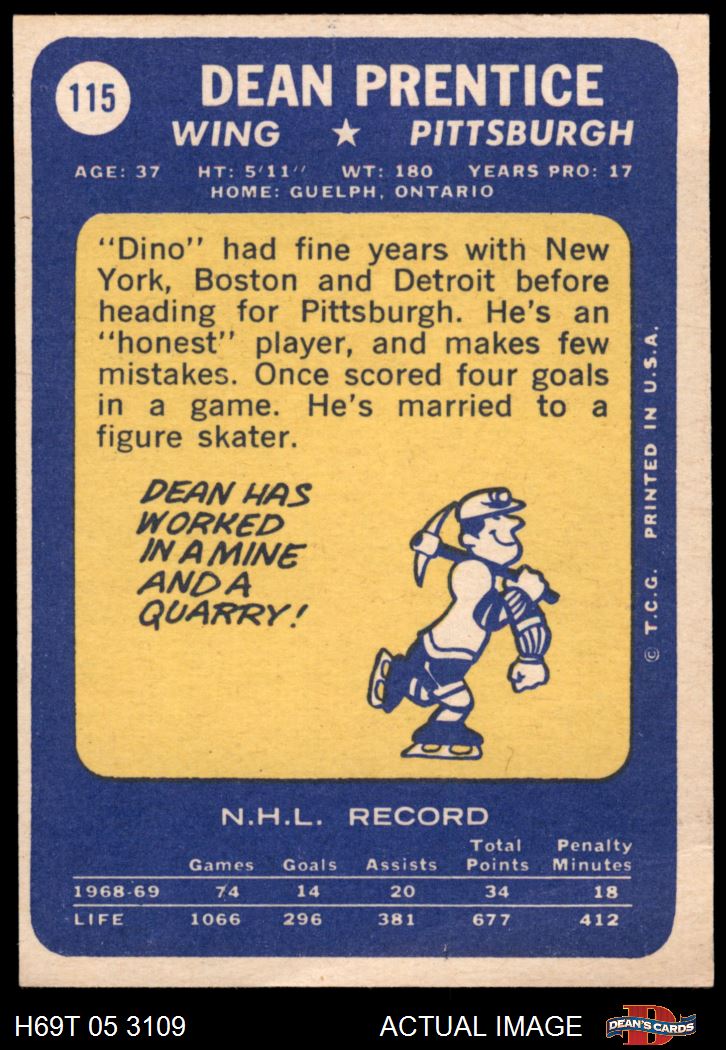 115
DEAN PRENTICE
WING ★ PITTSBURGH
AGE: 37 HT: 5'11" WT: 180 YEARS PRO: 17
HOME: GUELPH, ONTARIO
"Dino" had fine years with New
York, Boston and Detroit before
heading for Pittsburgh. He's an
"honest" player, and makes few
mistakes. Once scored four goals
in a game. He's married to a
figure skater.
DEAN HAS
WORKED
IN A MINE
AND A
QUARRY!
© T.C.G. PRINTED IN U.S.A.
N.H.L. RECORD
Total Penalty
Games Goals Assists Points Minutes
1968-69 74 14 20 34 18
LIFE 1066 296 381 677 412
H69T 05 3109 ACTUAL IMAGE
D
DEAN'S CARDS